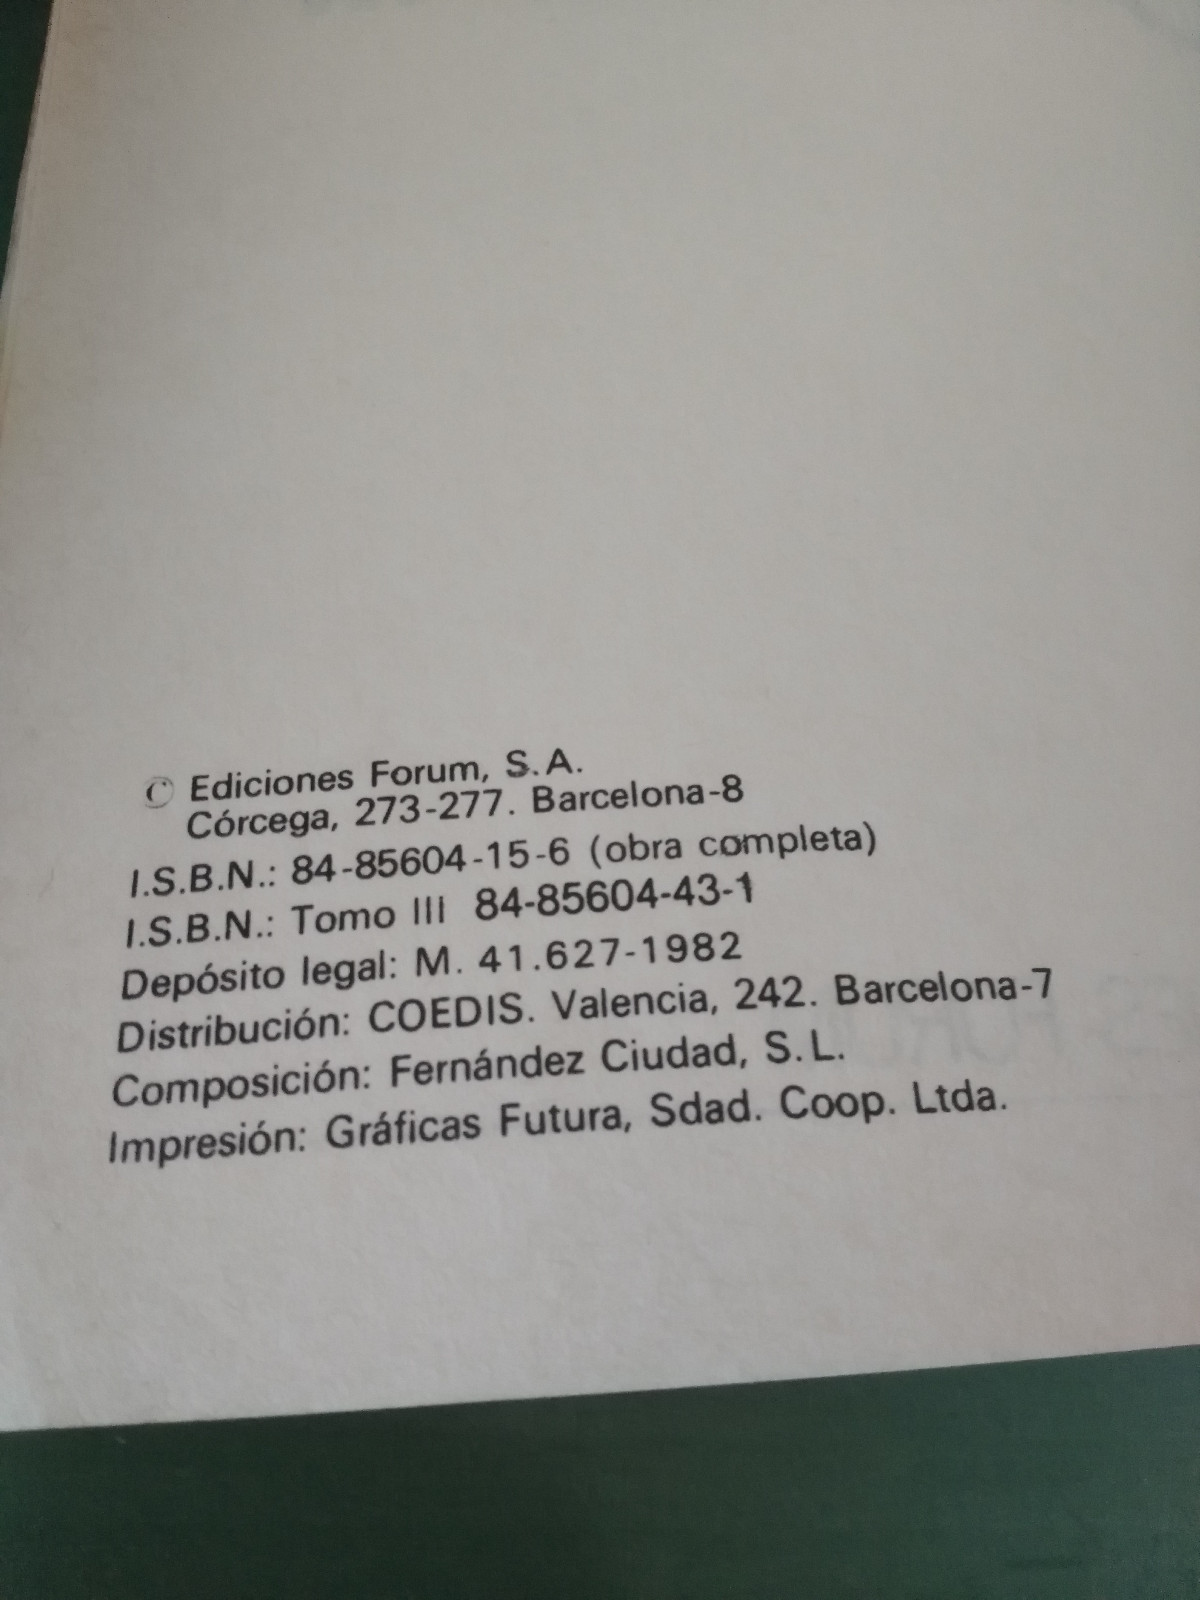 © Ediciones Forum, S.A.
Córcega, 273-277. Barcelona-8
I.S.B.N.: 84-85604-15-6 (obra completa)
I.S.B.N.: Tomo III 84-85604-43-1
Depósito legal: M. 41.627-1982
Distribución: COEDIS. Valencia, 242. Barcelona-7
Composición: Fernández Ciudad, S.L.
Impresión: Gráficas Futura, Sdad. Coop. Ltda.